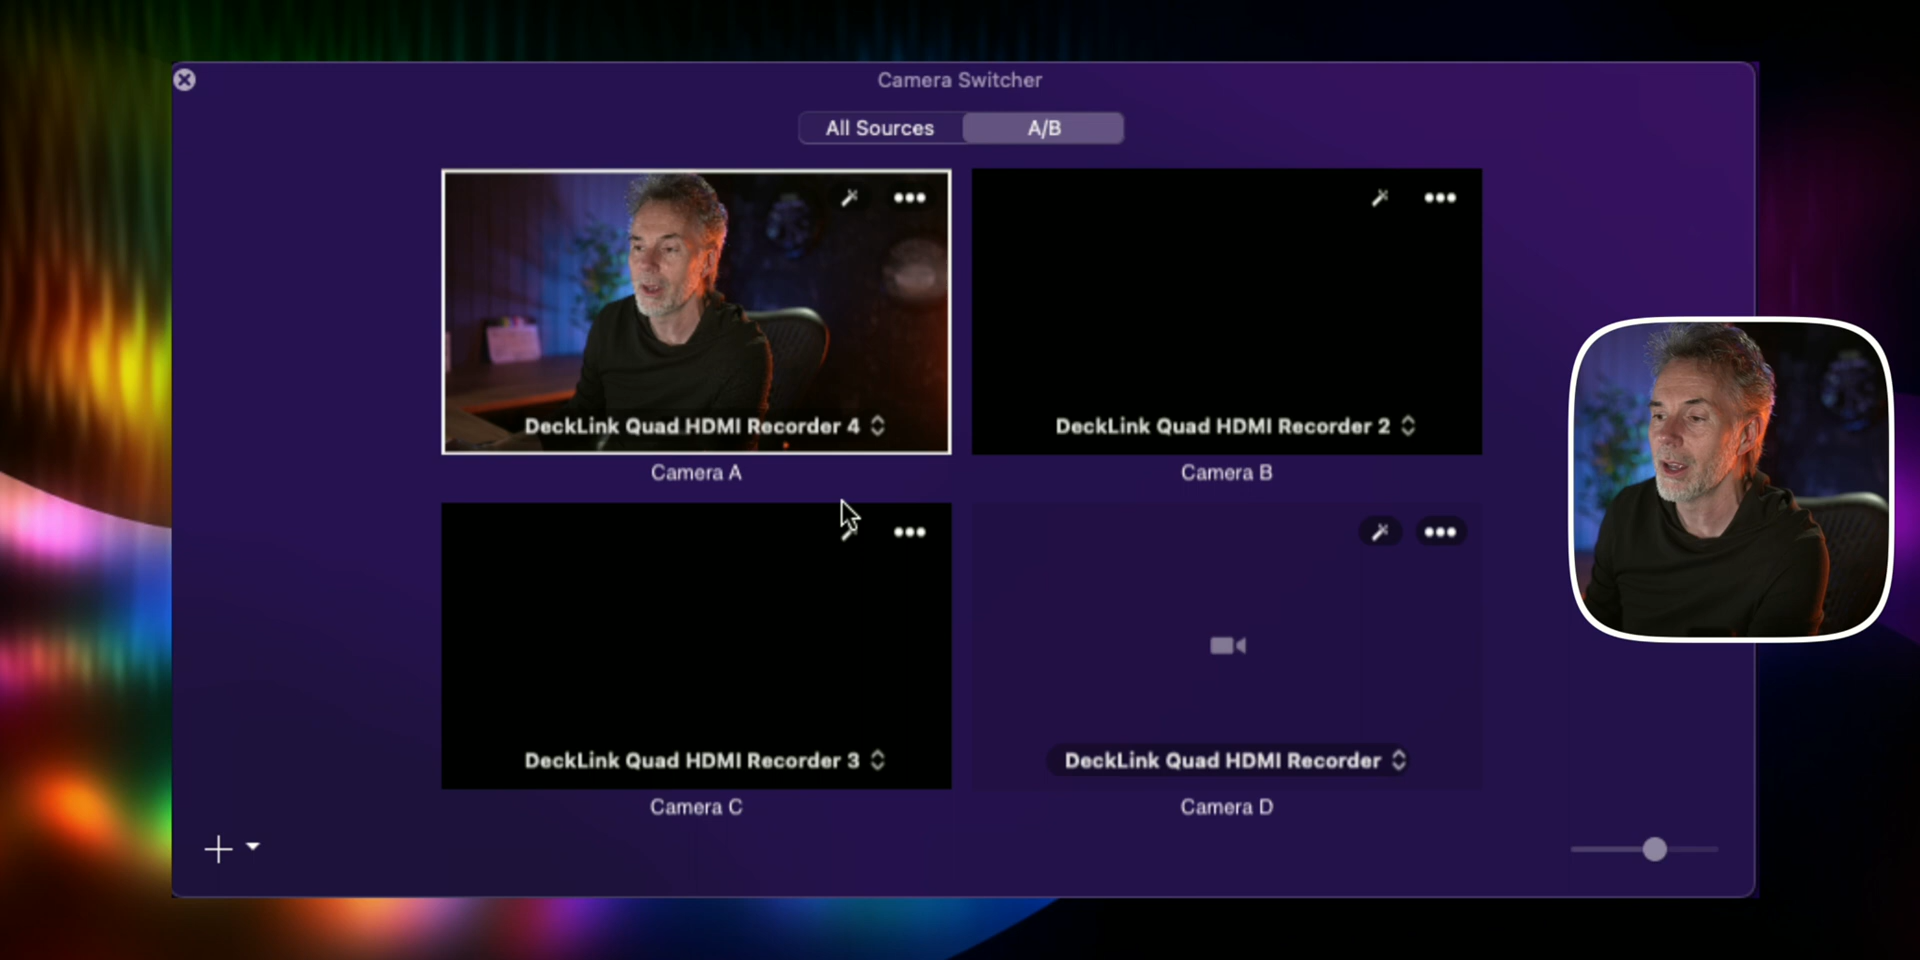 Camera Switcher
All Sources
A/B
DeckLink Quad HDMI Recorder 4
DeckLink Quad HDMI Recorder 2
Camera A
Camera B
DeckLink Quad HDMI Recorder 3
DeckLink Quad HDMI Recorder
Camera C
Camera D